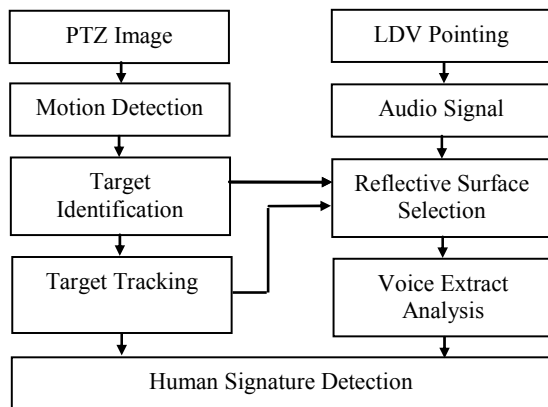 PTZ Image
Motion Detection
Target
Identification
Target Tracking
LDV Pointing
Audio Signal
Reflective Surface
Selection
Voice Extract
Analysis
Human Signature Detection